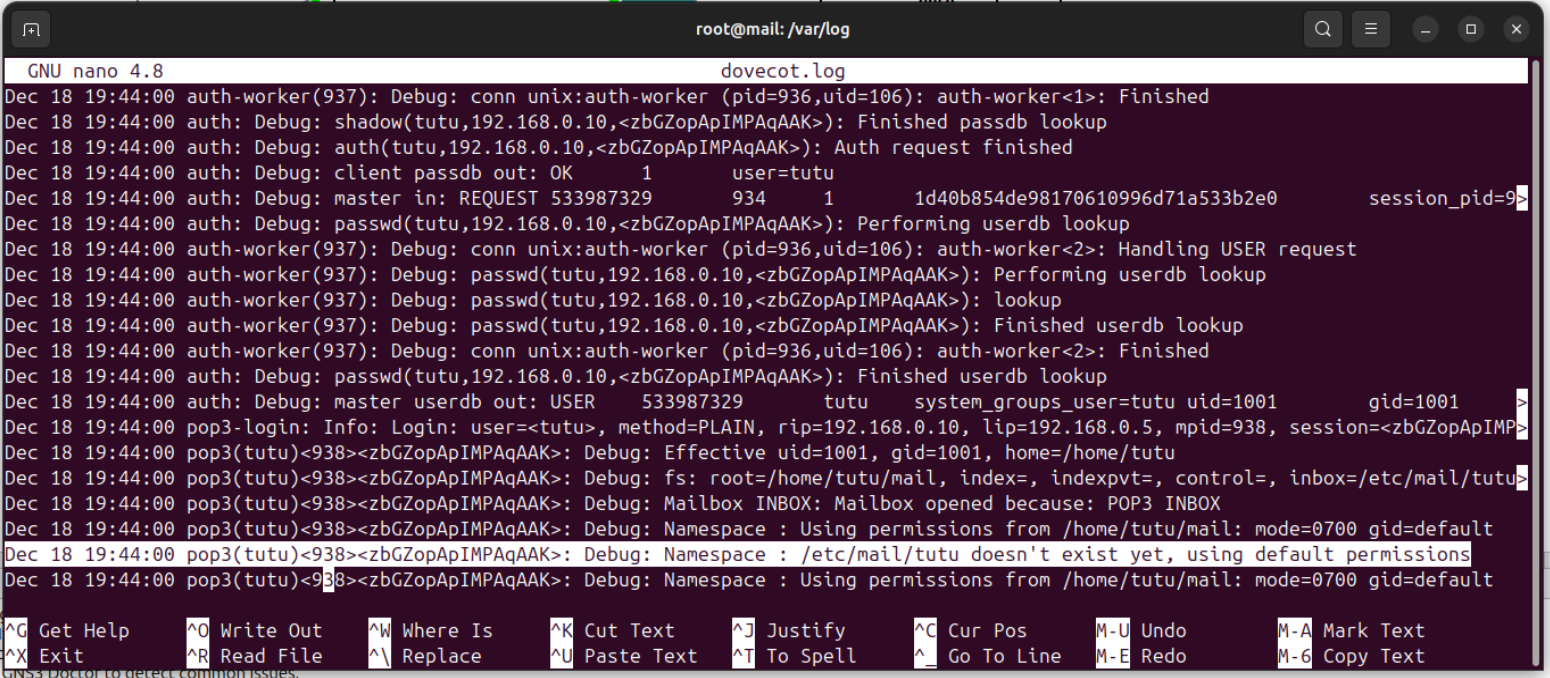 root@mail: /var/log
GNU nano 4.8 dovecot.log
Dec 18 19:44:00 auth-worker(937): Debug: conn unix:auth-worker (pid=936,uid=106): auth-worker<1>: Finished
Dec 18 19:44:00 auth: Debug: shadow(tutu,192.168.0.10,<zbGZopApIMPAqAAK>): Finished passdb lookup
Dec 18 19:44:00 auth: Debug: auth(tutu,192.168.0.10,<zbGZopApIMPAqAAK>): Auth request finished
Dec 18 19:44:00 auth: Debug: client passdb out: OK 1 user=tutu
Dec 18 19:44:00 auth: Debug: master in: REQUEST 533987329 934 1 1d40b854de98170610996d71a533b2e0 session_pid=9>
Dec 18 19:44:00 auth: Debug: passwd(tutu,192.168.0.10,<zbGZopApIMPAqAAK>): Performing userdb lookup
Dec 18 19:44:00 auth-worker(937): Debug: conn unix:auth-worker (pid=936,uid=106): auth-worker<2>: Handling USER request
Dec 18 19:44:00 auth-worker(937): Debug: passwd(tutu,192.168.0.10,<zbGZopApIMPAqAAK>): Performing userdb lookup
Dec 18 19:44:00 auth-worker(937): Debug: passwd(tutu,192.168.0.10,<zbGZopApIMPAqAAK>): lookup
Dec 18 19:44:00 auth-worker(937): Debug: passwd(tutu,192.168.0.10,<zbGZopApIMPAqAAK>): Finished userdb lookup
Dec 18 19:44:00 auth-worker(937): Debug: conn unix:auth-worker (pid=936,uid=106): auth-worker<2>: Finished
Dec 18 19:44:00 auth: Debug: passwd(tutu,192.168.0.10,<zbGZopApIMPAqAAK>): Finished userdb lookup
Dec 18 19:44:00 auth: Debug: master userdb out: USER 533987329 tutu system_groups_user=tutu uid=1001 gid=1001 >
Dec 18 19:44:00 pop3-login: Info: Login: user=<tutu>, method=PLAIN, rip=192.168.0.10, lip=192.168.0.5, mpid=938, session=<zbGZopApIMP>
Dec 18 19:44:00 pop3(tutu)<938><zbGZopApIMPAqAAK>: Debug: Effective uid=1001, gid=1001, home=/home/tutu
Dec 18 19:44:00 pop3(tutu)<938><zbGZopApIMPAqAAK>: Debug: fs: root=/home/tutu/mail, index=, indexpvt=, control=, inbox=/etc/mail/tutu>
Dec 18 19:44:00 pop3(tutu)<938><zbGZopApIMPAqAAK>: Debug: Mailbox INBOX: Mailbox opened because: POP3 INBOX
Dec 18 19:44:00 pop3(tutu)<938><zbGZopApIMPAqAAK>: Debug: Namespace : Using permissions from /home/tutu/mail: mode=0700 gid=default
Dec 18 19:44:00 pop3(tutu)<938><zbGZopApIMPAqAAK>: Debug: Namespace : /etc/mail/tutu doesn't exist yet, using default permissions
Dec 18 19:44:00 pop3(tutu)<938><zbGZopApIMPAqAAK>: Debug: Namespace : Using permissions from /home/tutu/mail: mode=0700 gid=default
^G Get Help ^O Write Out ^W Where Is ^K Cut Text ^J Justify ^C Cur Pos M-U Undo M-A Mark Text
^X Exit ^R Read File ^\ Replace ^U Paste Text ^T To Spell ^_ Go To Line M-E Redo M-6 Copy Text
GNS3 Doctor to detect common issues.